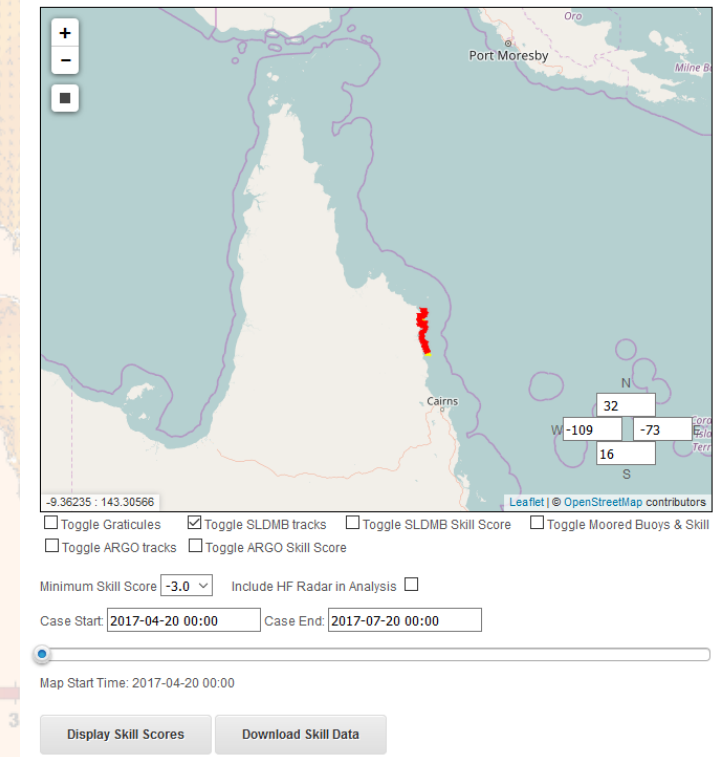 +
Oro
Port Moresby
−
Milne Ba
Cairns
N
32
W -109 -73 E
16
S
-9.36235 : 143.30566
Leaflet | © OpenStreetMap contributors
Toggle Graticules Toggle SLDMB tracks Toggle SLDMB Skill Score Toggle Moored Buoys & Skill
Toggle ARGO tracks Toggle ARGO Skill Score
Minimum Skill Score -3.0 Include HF Radar in Analysis
Case Start: 2017-04-20 00:00 Case End: 2017-07-20 00:00
Map Start Time: 2017-04-20 00:00
3
Display Skill Scores Download Skill Data